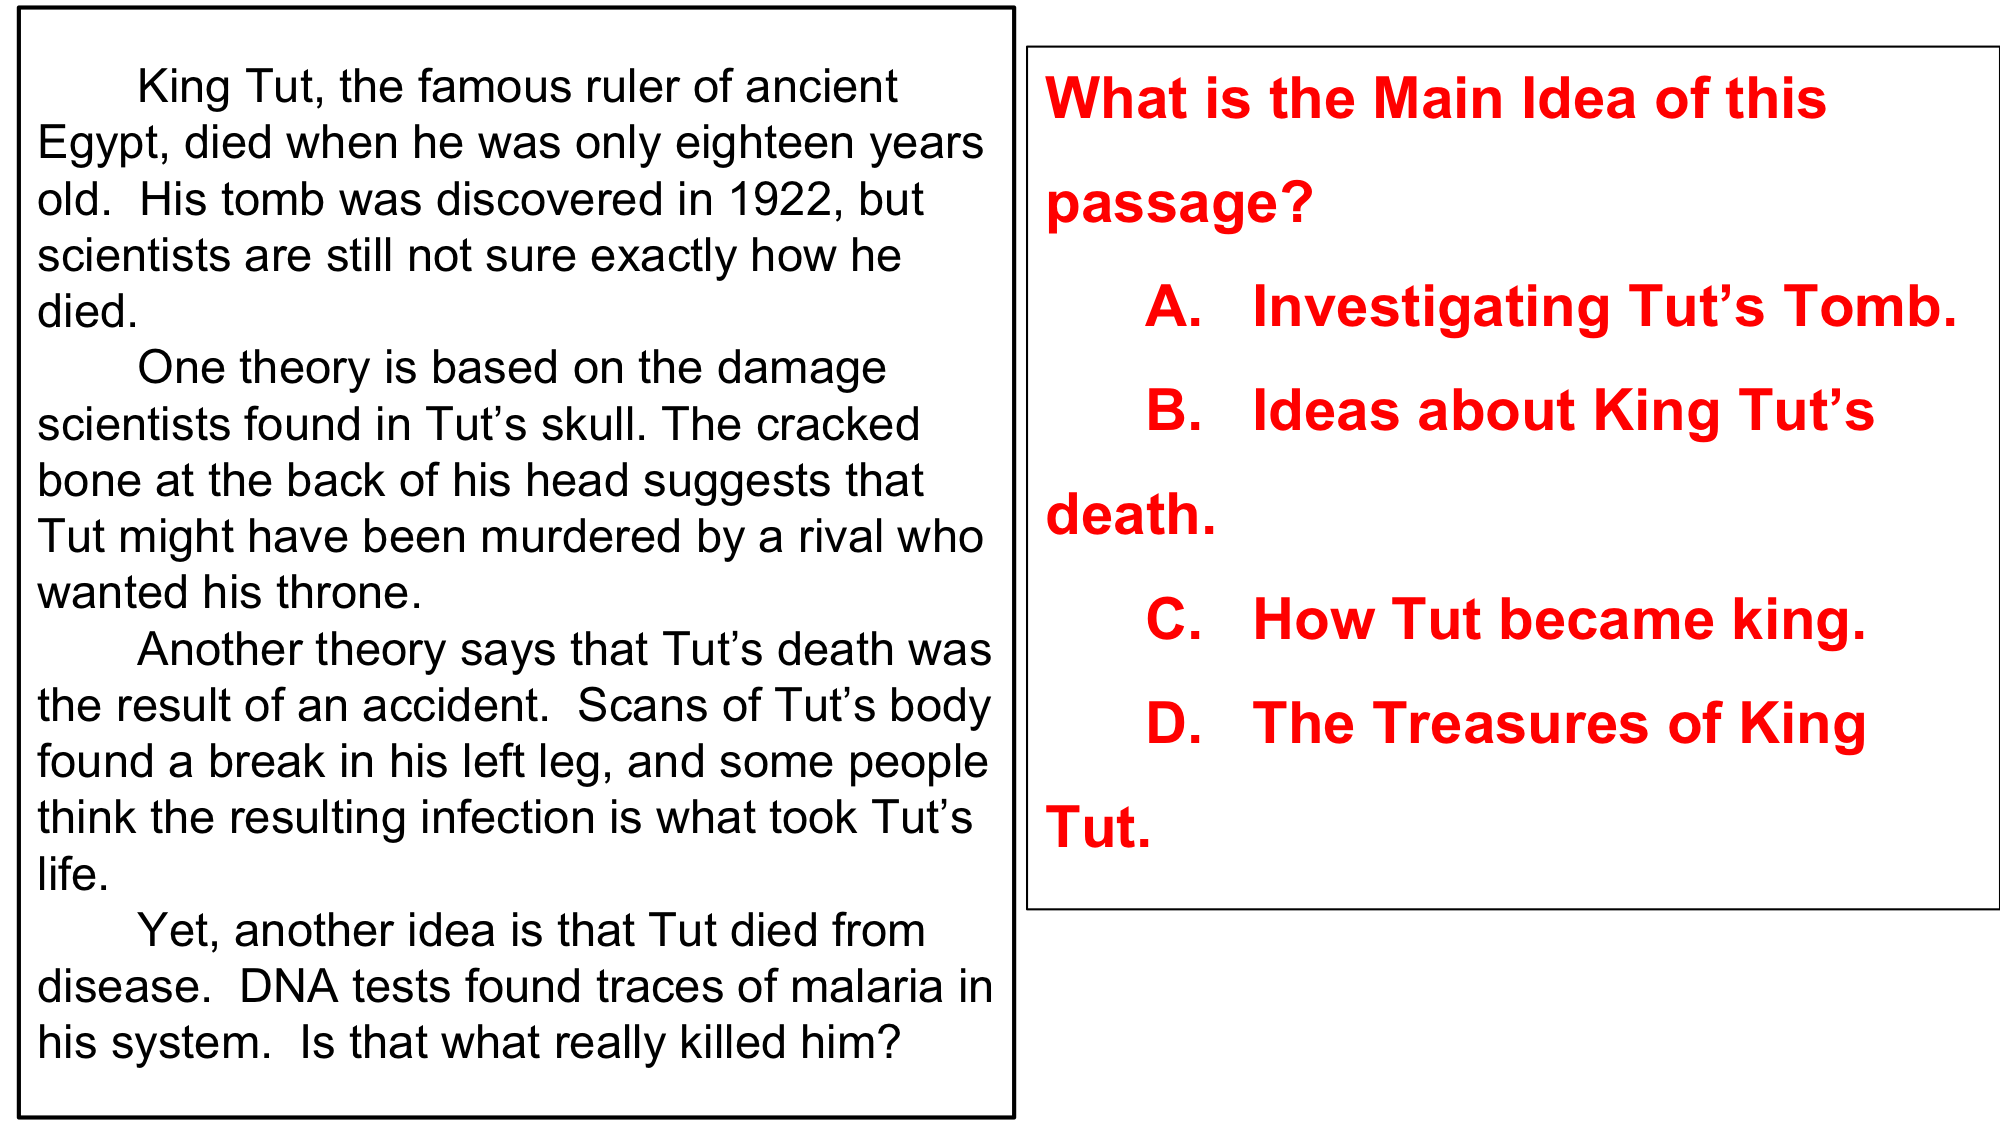 King Tut, the famous ruler of ancient
Egypt, died when he was only eighteen years
old.  His tomb was discovered in 1922, but
scientists are still not sure exactly how he
died.
One theory is based on the damage
scientists found in Tut’s skull. The cracked
bone at the back of his head suggests that
Tut might have been murdered by a rival who
wanted his throne.
Another theory says that Tut’s death was
the result of an accident.  Scans of Tut’s body
found a break in his left leg, and some people
think the resulting infection is what took Tut’s
life.
Yet, another idea is that Tut died from
disease.  DNA tests found traces of malaria in
his system.  Is that what really killed him?
What is the Main Idea of this
passage?
A.   Investigating Tut’s Tomb.
B.   Ideas about King Tut’s
death.
C.   How Tut became king.
D.   The Treasures of King
Tut.